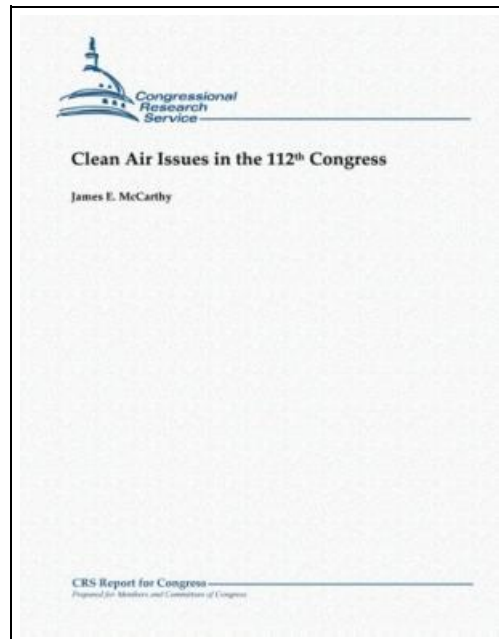 Congressional
Research
Service
Clean Air Issues in the 112th Congress
James E. McCarthy
CRS Report for Congress
Prepared for Members and Committees of Congress